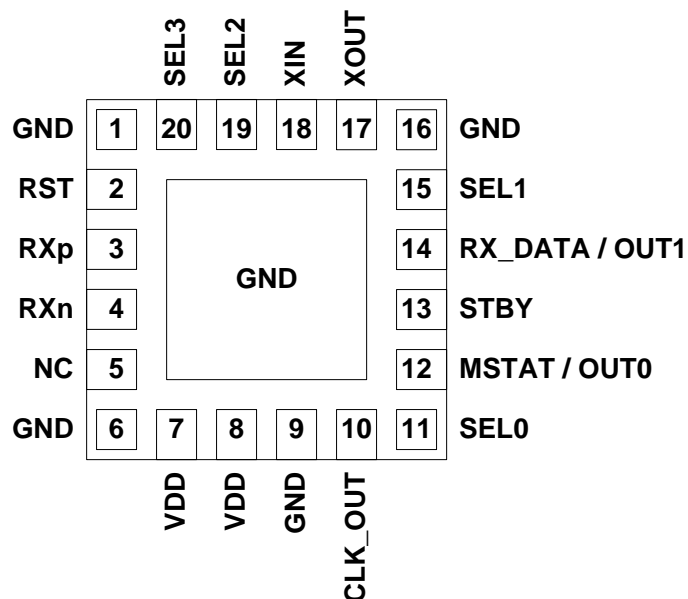 SEL3 SEL2 XIN XOUT
GND 1 20 19 18 17 16 GND
RST 2 15 SEL1
RXp 3 14 RX_DATA / OUT1
GND
RXn 4 13 STBY
NC 5 12 MSTAT / OUT0
GND 6 7 8 9 10 11 SEL0
VDD VDD GND CLK_OUT